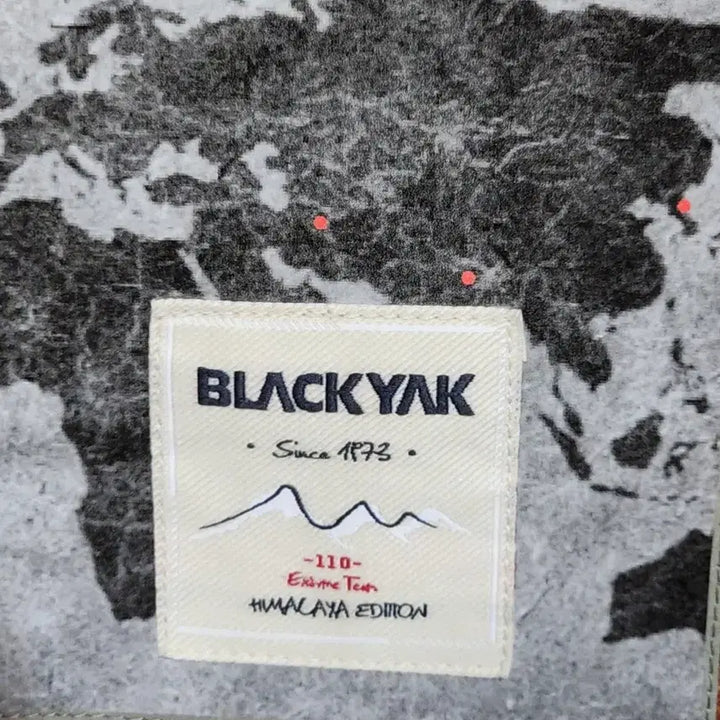 BLACKYAK
• Since 1973 •
-110-
Extreme Team
HIMALAYA EDITION